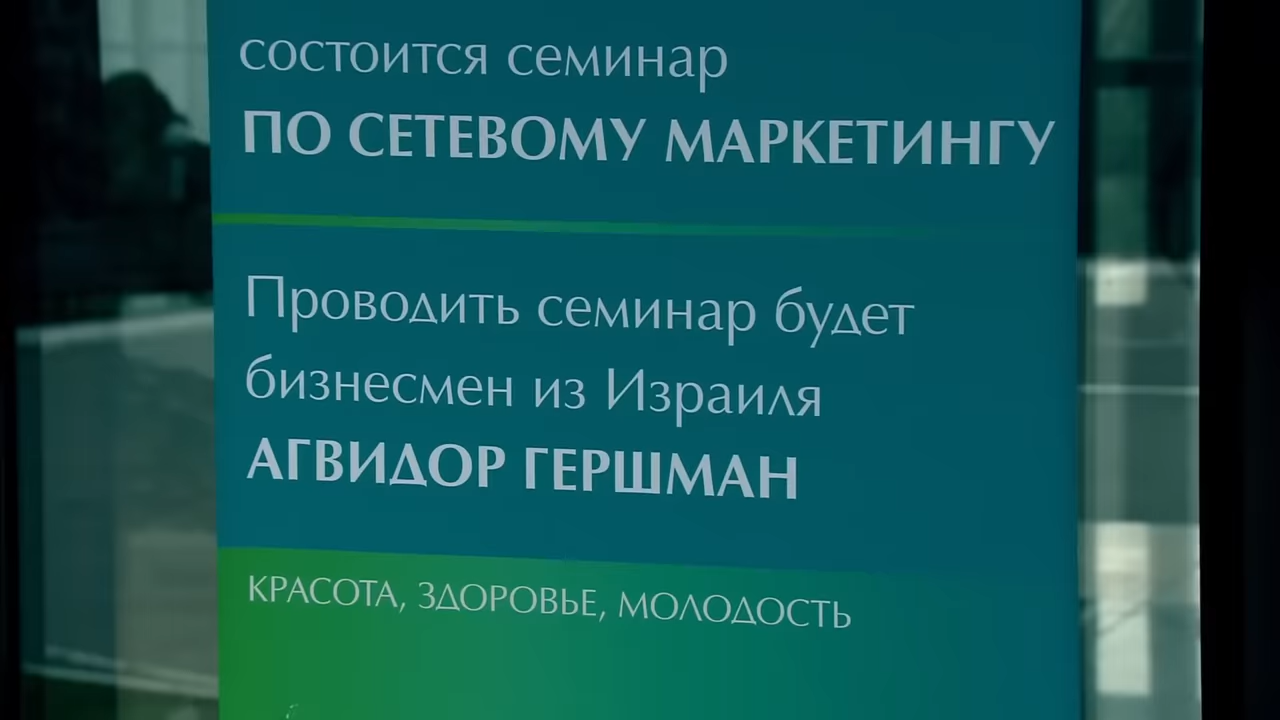 состоится семинар
ПО СЕТЕВОМУ МАРКЕТИНГУ
Проводить семинар будет
бизнесмен из Израиля
АГВИДОР ГЕРШМАН
КРАСОТА, ЗДОРОВЬЕ, МОЛОДОСТЬ